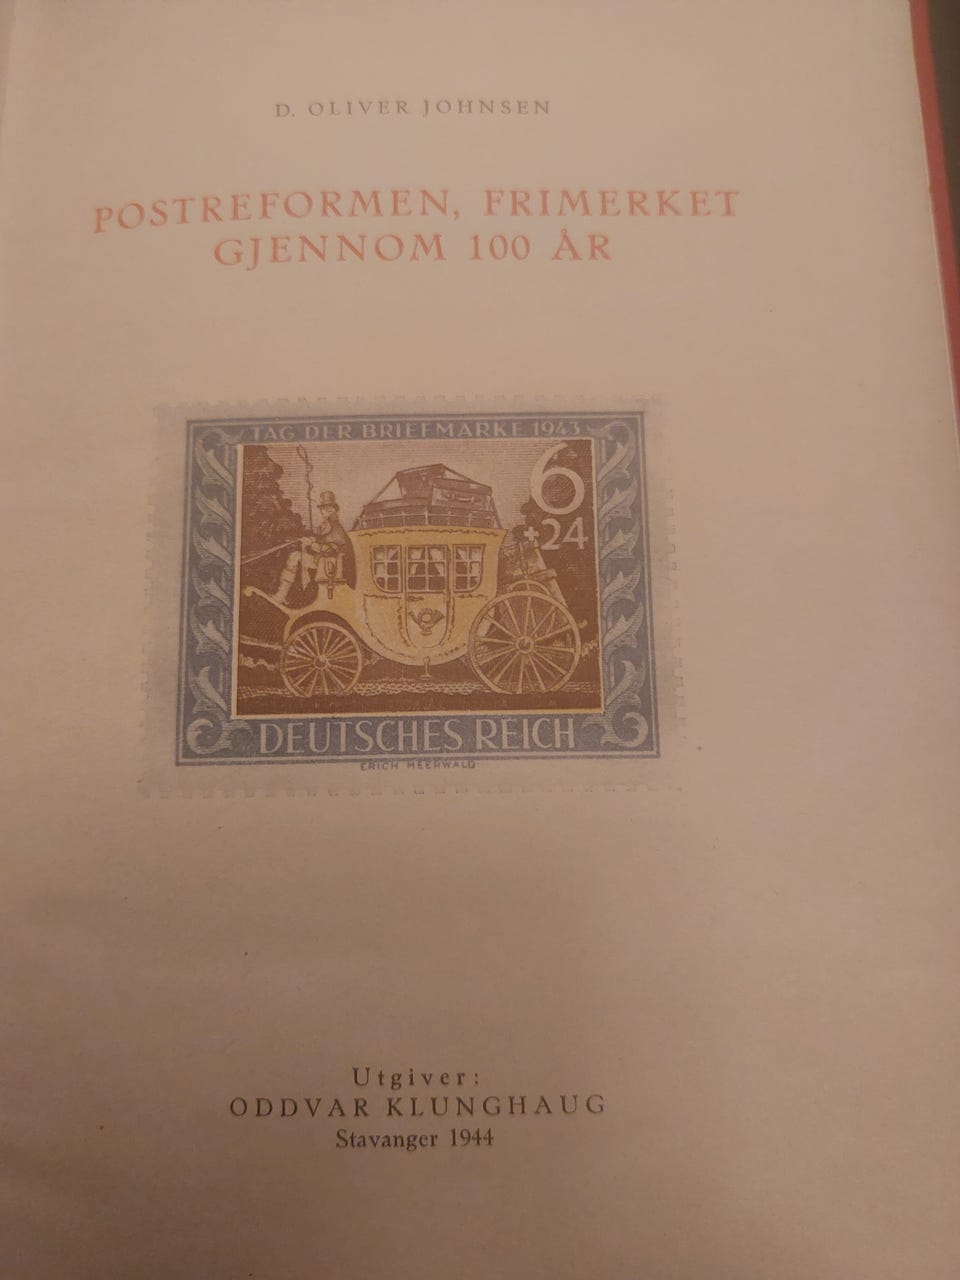 D. OLIVER JOHNSEN
POSTREFORMEN, FRIMERKET
GJENNOM 100 ÅR
TAG DER BRIEFMARKE 1943
6
+24
DEUTSCHES REICH
ERICH MEERWALD
Utgiver:
ODDVAR KLUNGHAUG
Stavanger 1944